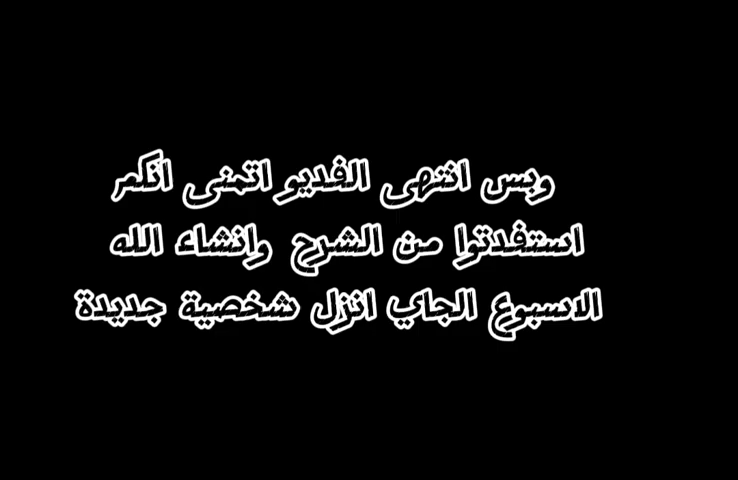 وبس انتهى الفديو اتمنى انكم
استفدتوا من الشرح وانشاء الله
الاسبوع الجاي انزل شخصية جديدة